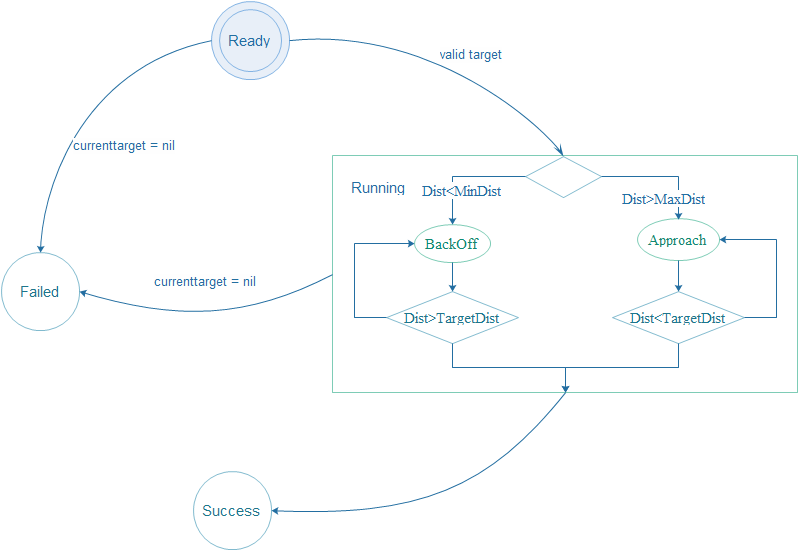 Ready
valid target
currenttarget = nil
Running
Dist<MinDist
Dist>MaxDist
BackOff
Approach
Failed
currenttarget = nil
Dist>TargetDist
Dist<TargetDist
Success